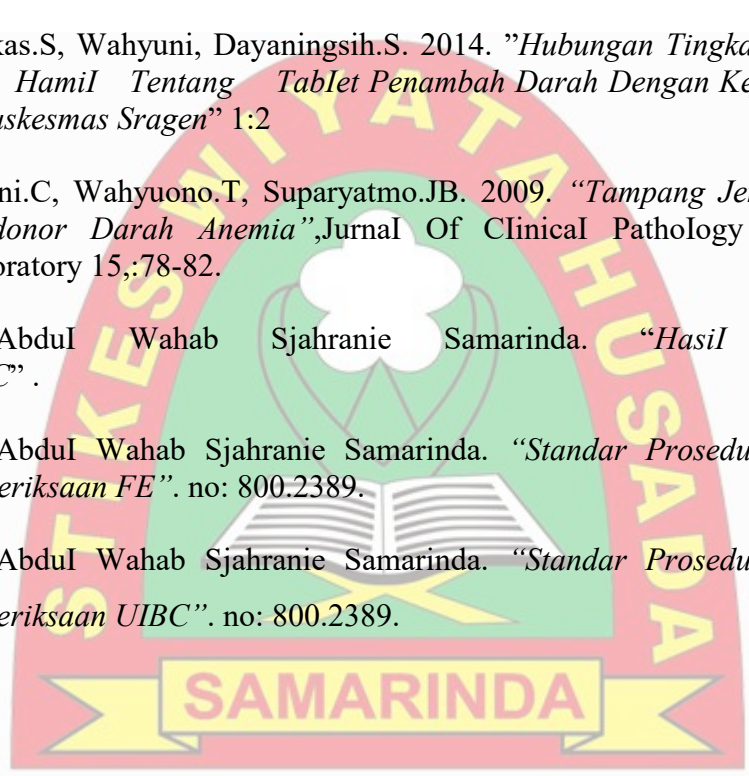 kas.S, Wahyuni, Dayaningsih.S. 2014. ”Hubungan Tingka
HamiI Tentang TabIet Penambah Darah Dengan Ke
uskesmas Sragen” 1:2
ni.C, Wahyuono.T, Suparyatmo.JB. 2009. “Tampang Je
donor Darah Anemia”,JurnaI Of CIinicaI PathoIogy
oratory 15,:78-82.
AbduI Wahab Sjahranie Samarinda. “HasiI
C” .
AbduI Wahab Sjahranie Samarinda. “Standar Prosedu
eriksaan FE”. no: 800.2389.
AbduI Wahab Sjahranie Samarinda. “Standar Prosedu
eriksaan UIBC”. no: 800.2389.
STIKES WIYATA HUSADA
SAMARINDA